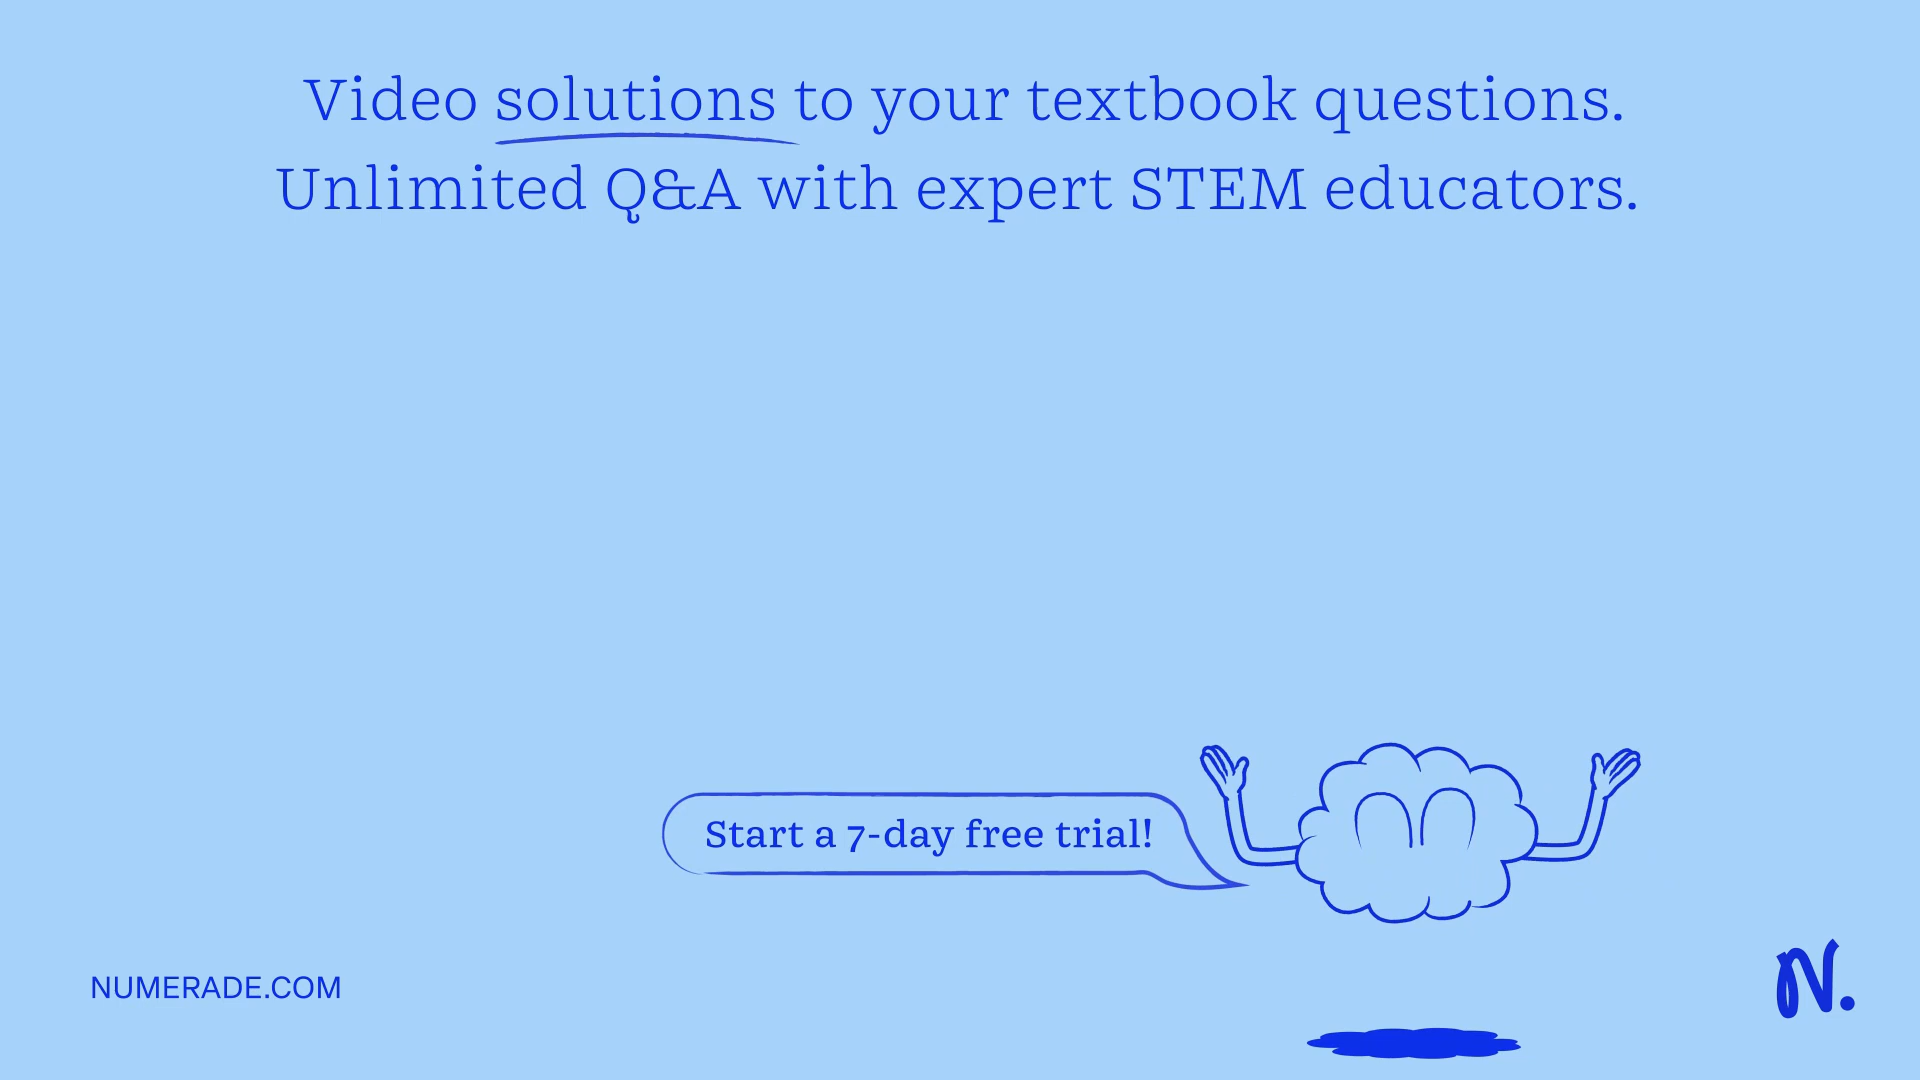 Video solutions to your textbook questions.
Unlimited Q&A with expert STEM educators.
Start a 7-day free trial!
NUMERADE.COM
N.